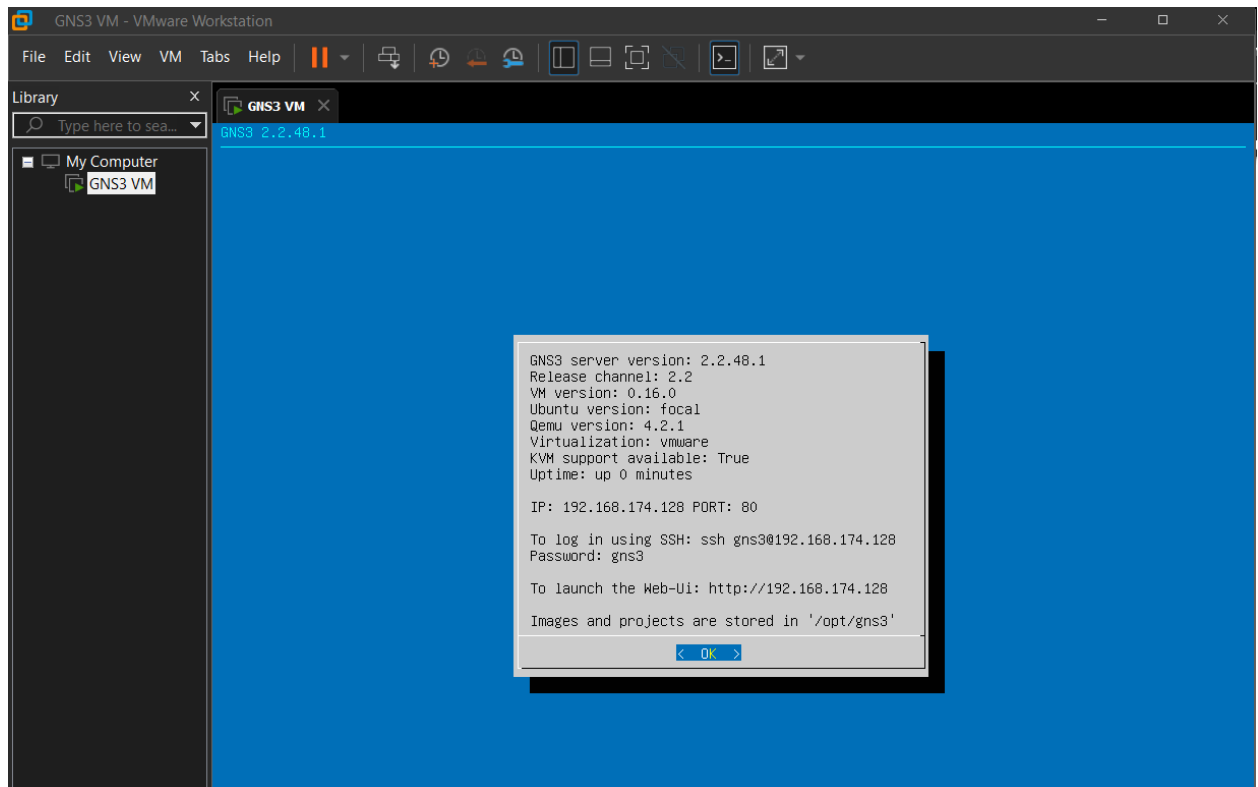 GNS3 VM - VMware Workstation
File Edit View VM Tabs Help
Library X
GNS3 VM
Type here to sea...
GNS3 2.2.48.1
My Computer
GNS3 VM
GNS3 server version: 2.2.48.1
Release channel: 2.2
VM version: 0.16.0
Ubuntu version: focal
Qemu version: 4.2.1
Virtualization: vmware
KVM support available: True
Uptime: up 0 minutes
IP: 192.168.174.128 PORT: 80
To log in using SSH: ssh gns3@192.168.174.128
Password: gns3
To launch the Web-Ui: http://192.168.174.128
Images and projects are stored in '/opt/gns3'
< OK >